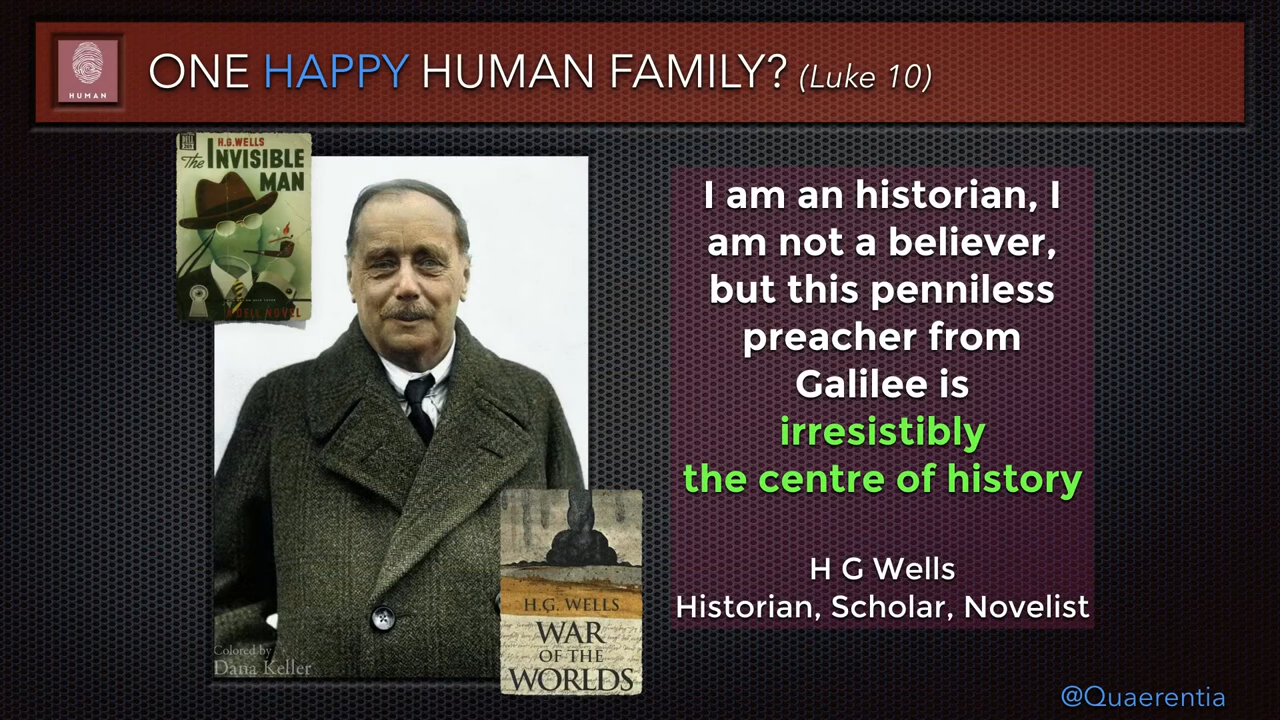 HUMAN
ONE HAPPY HUMAN FAMILY? (Luke 10)
H.G.WELLS
The INVISIBLE
MAN
I am an historian, I
am not a believer,
but this penniless
preacher from
Galilee is
irresistibly
the centre of history
H G Wells
Historian, Scholar, Novelist
H.G. WELLS
WAR
OF THE
WORLDS
Colored by
Dana Keller
@Quaerentia